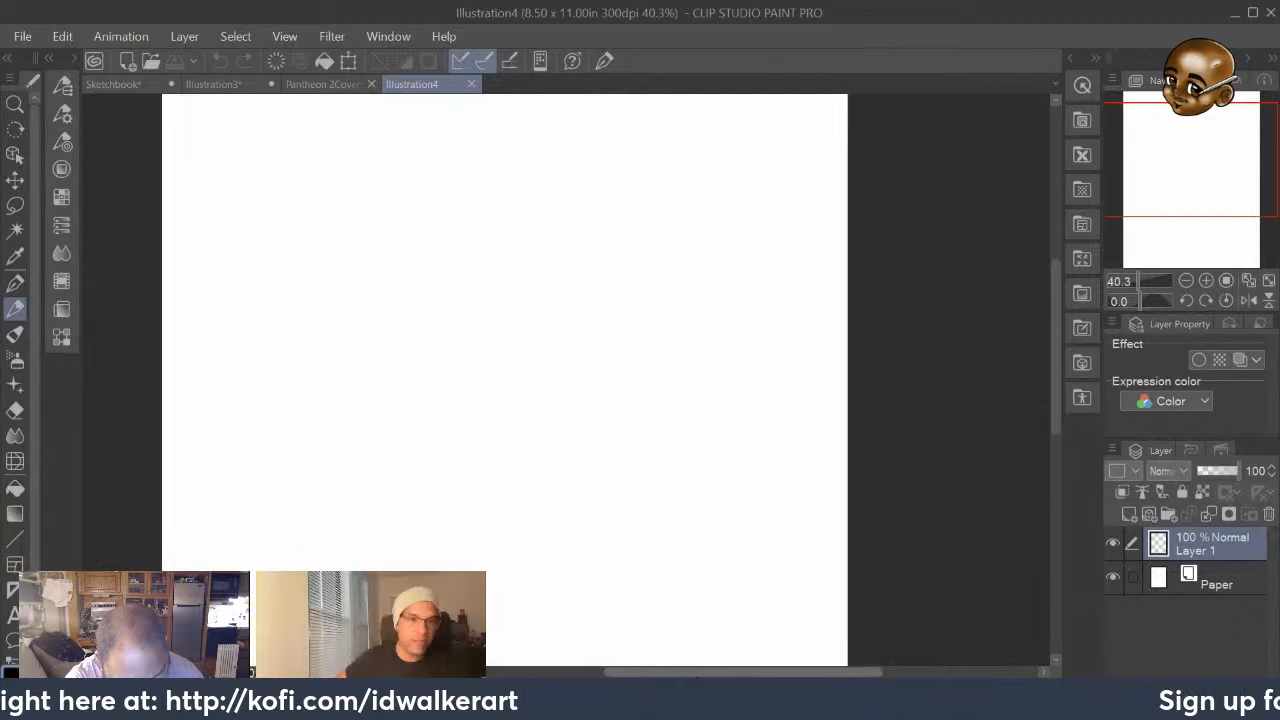 Illustration4 (8.50 x 11.00in 300dpi 40.3%) - CLIP STUDIO PAINT PRO
File Edit Animation Layer Select View Filter Window Help
Sketchbook* Illustration3* Pantheon 2Cover Illustration4
40.3
0.0
Layer Property
Effect
Expression color
Color
Layer
Norm 100
100 % Normal
Layer 1
Paper
ight here at: http://kofi.com/idwalkerart
Sign up fo